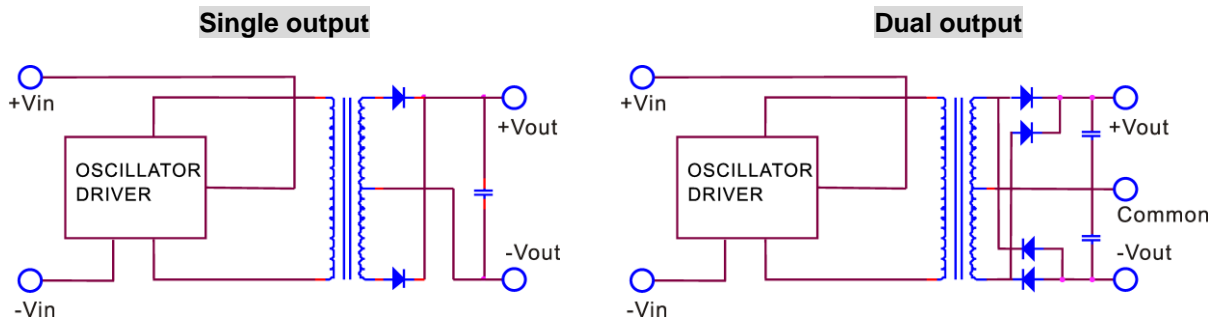 Single output
+Vin
OSCILLATOR
DRIVER
-Vin
+Vout
-Vout
Dual output
+Vin
OSCILLATOR
DRIVER
-Vin
+Vout
Common
-Vout